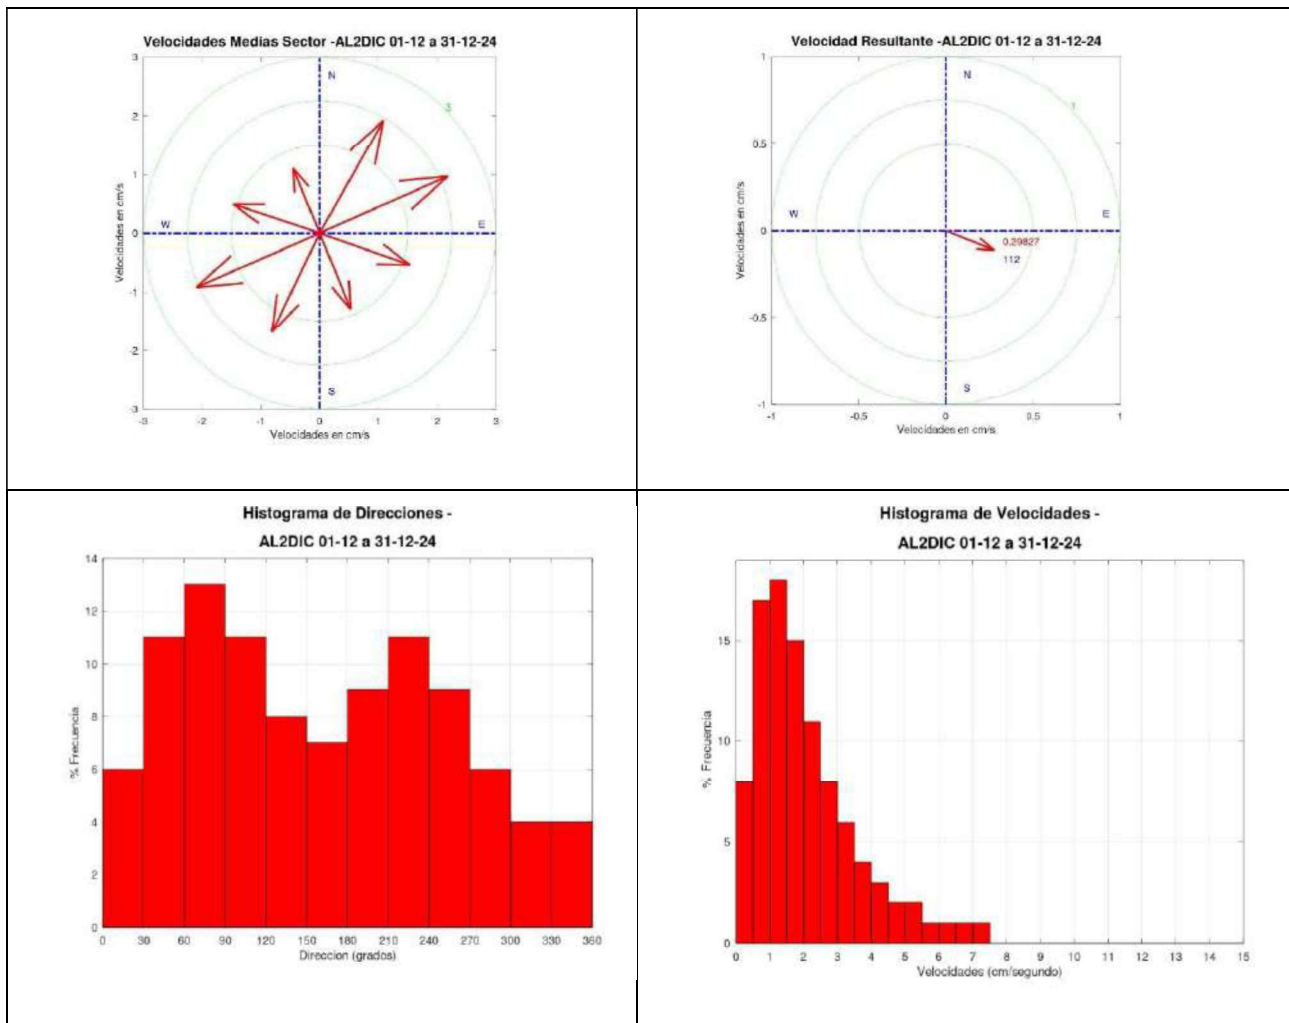 Velocidades Medias Sector -AL2DIC 01-12 a 31-12-24
3
2
1
0
-1
-2
-3
Velocidades en cm/s
N
3
W
E
S
-3 -2 -1 0 1 2 3
Velocidades en cm/s
Velocidad Resultante -AL2DIC 01-12 a 31-12-24
1
0.5
0
-0.5
-1
Velocidades en cm/s
N
1
W
E
0.29827
112
S
-1 -0.5 0 0.5 1
Velocidades en cm/s
Histograma de Direcciones -
AL2DIC 01-12 a 31-12-24
14
12
10
8
6
4
2
0
% Frecuencia
0 30 60 90 120 150 180 210 240 270 300 330 360
Direccion (grados)
Histograma de Velocidades -
AL2DIC 01-12 a 31-12-24
15
10
5
0
% Frecuencia
0 1 2 3 4 5 6 7 8 9 10 11 12 13 14 15
Velocidades (cm/segundo)